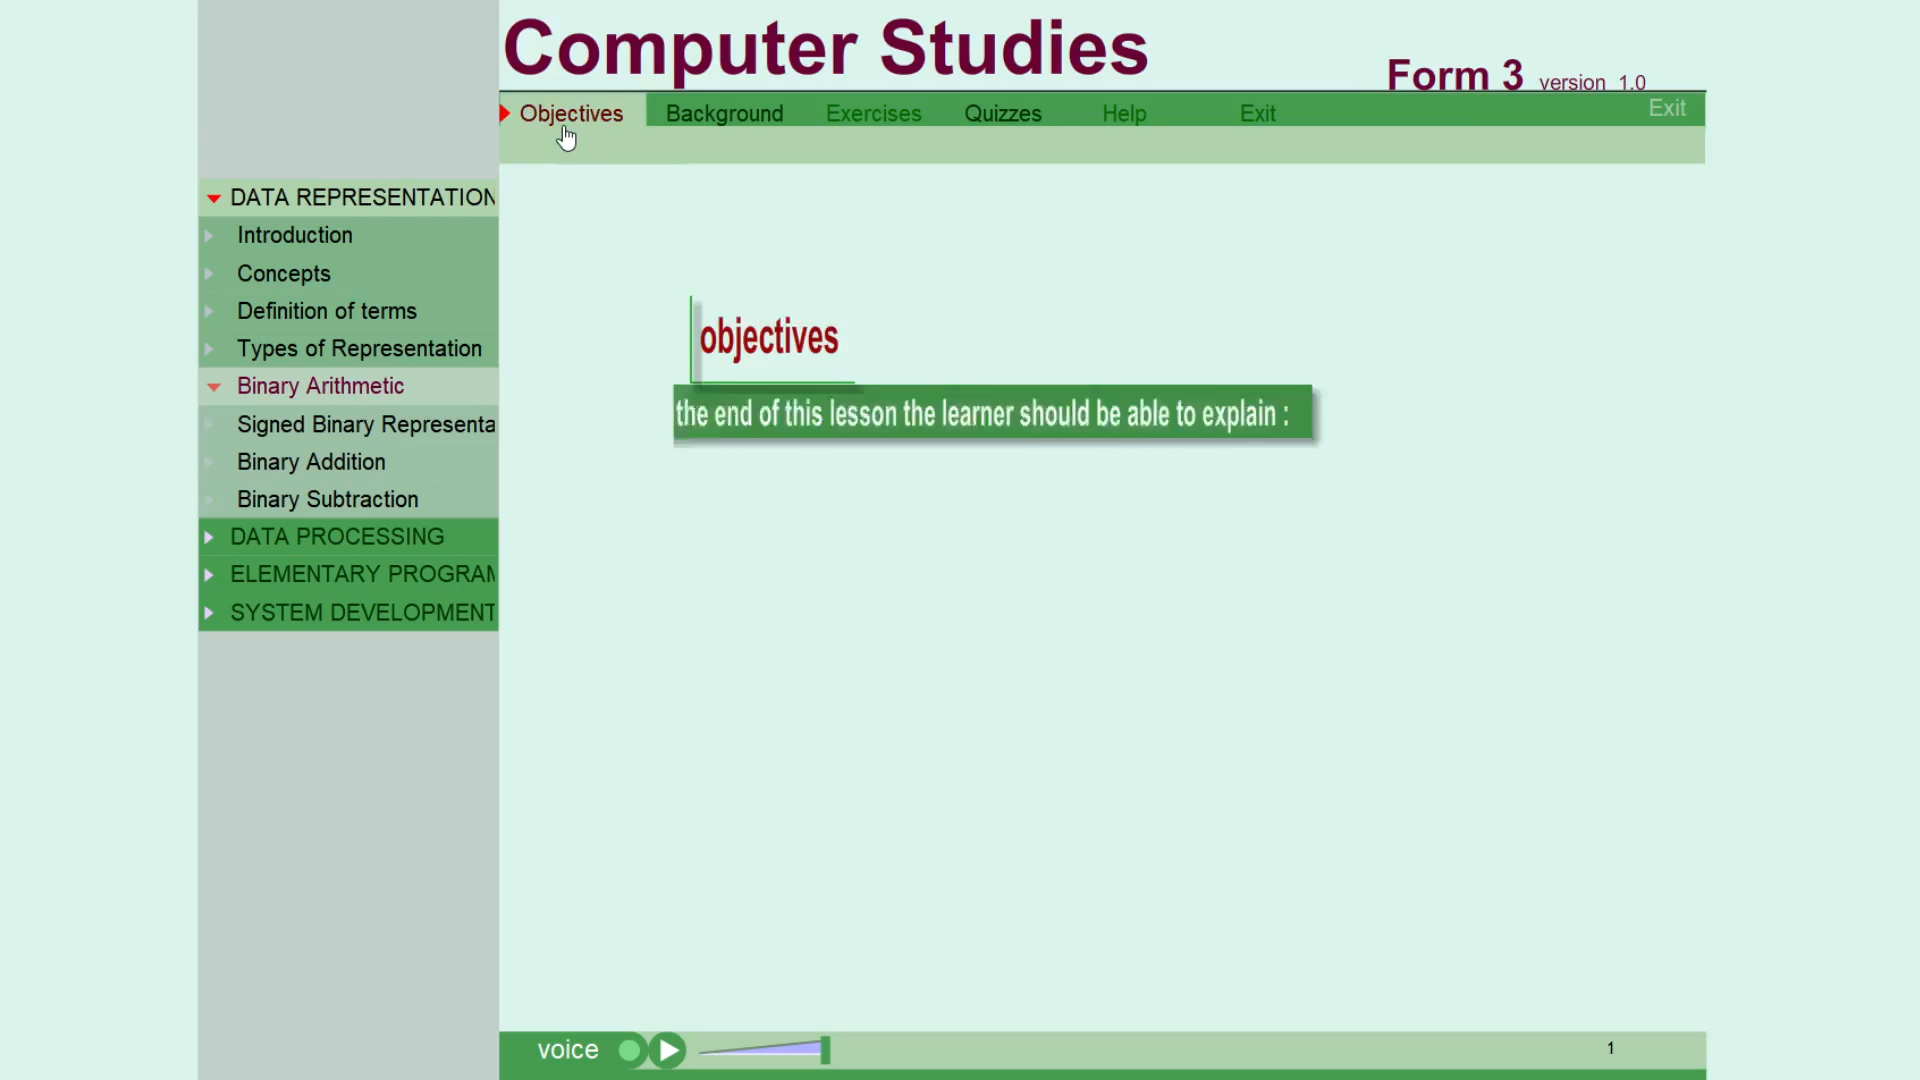 Computer Studies
Form 3 version 1.0
Objectives Background Exercises Quizzes Help Exit Exit
DATA REPRESENTATION
Introduction
Concepts
Definition of terms
Types of Representation
Binary Arithmetic
Signed Binary Representa
Binary Addition
Binary Subtraction
DATA PROCESSING
ELEMENTARY PROGRAM
SYSTEM DEVELOPMENT
objectives
the end of this lesson the learner should be able to explain :
voice
1